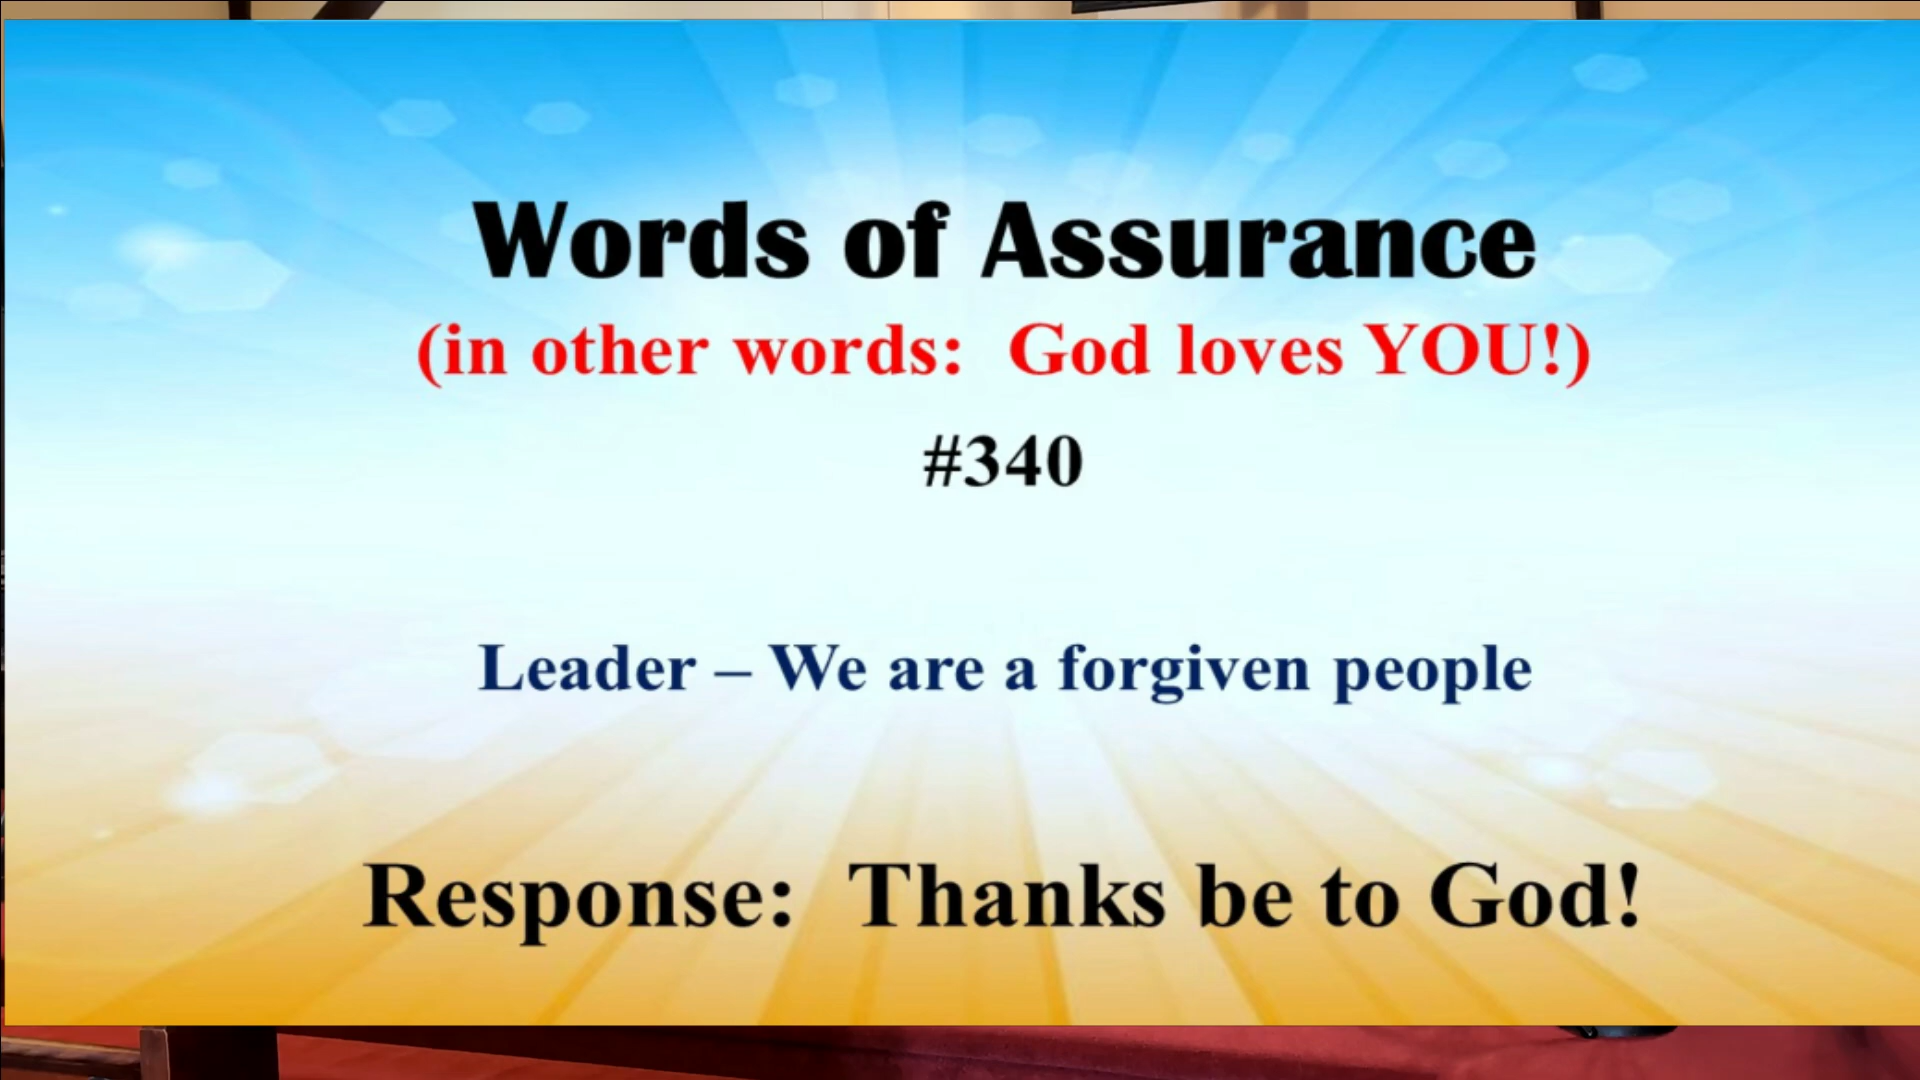 Words of Assurance
(in other words:  God loves YOU!)
#340
Leader – We are a forgiven people
Response:  Thanks be to God!